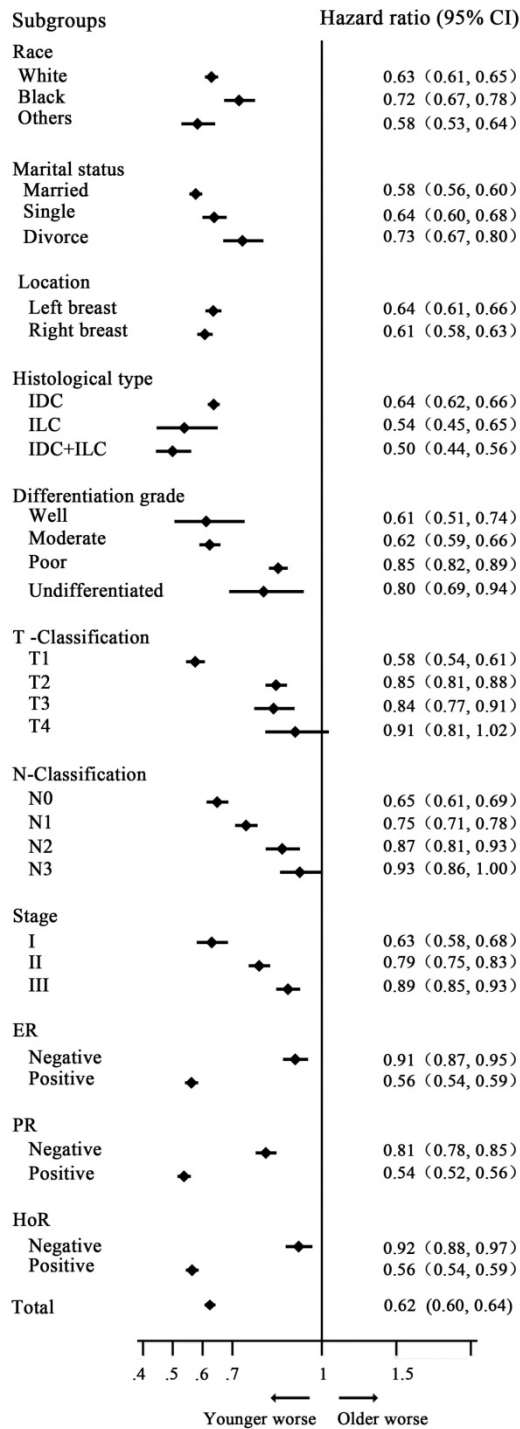 Subgroups Hazard ratio (95% CI)
Race
White 0.63 (0.61, 0.65)
Black 0.72 (0.67, 0.78)
Others 0.58 (0.53, 0.64)
Marital status
Married 0.58 (0.56, 0.60)
Single 0.64 (0.60, 0.68)
Divorce 0.73 (0.67, 0.80)
Location
Left breast 0.64 (0.61, 0.66)
Right breast 0.61 (0.58, 0.63)
Histological type
IDC 0.64 (0.62, 0.66)
ILC 0.54 (0.45, 0.65)
IDC+ILC 0.50 (0.44, 0.56)
Differentiation grade
Well 0.61 (0.51, 0.74)
Moderate 0.62 (0.59, 0.66)
Poor 0.85 (0.82, 0.89)
Undifferentiated 0.80 (0.69, 0.94)
T -Classification
T1 0.58 (0.54, 0.61)
T2 0.85 (0.81, 0.88)
T3 0.84 (0.77, 0.91)
T4 0.91 (0.81, 1.02)
N-Classification
N0 0.65 (0.61, 0.69)
N1 0.75 (0.71, 0.78)
N2 0.87 (0.81, 0.93)
N3 0.93 (0.86, 1.00)
Stage
I 0.63 (0.58, 0.68)
II 0.79 (0.75, 0.83)
III 0.89 (0.85, 0.93)
ER
Negative 0.91 (0.87, 0.95)
Positive 0.56 (0.54, 0.59)
PR
Negative 0.81 (0.78, 0.85)
Positive 0.54 (0.52, 0.56)
HoR
Negative 0.92 (0.88, 0.97)
Positive 0.56 (0.54, 0.59)
Total 0.62 (0.60, 0.64)
.4 .5 .6 .7 1 1.5
Younger worse Older worse